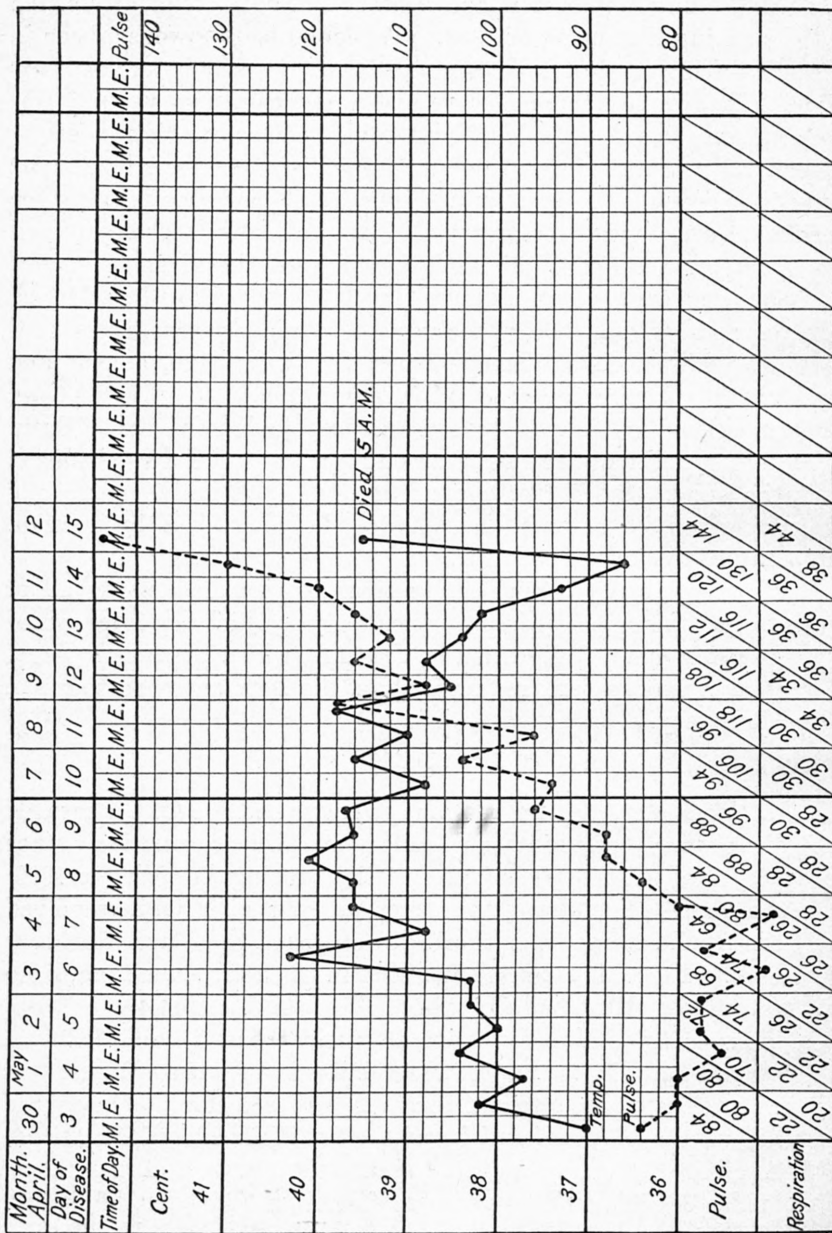 Month. April. 30 May 1 2 3 4 5 6 7 8 9 10 11 12
Day of Disease. 3 4 5 6 7 8 9 10 11 12 13 14 15
Time of Day. M. E M. E. M. E. M. E. M. E. M. E. M. E. M. E. M. E. M. E. M. E. M. E. M. E. M. E. M. E. M. E. M. E. M. E. M. E. M. E. M. E. M. E. Pulse
Cent. 140
41 130
40 120
Died 5 A.M.
39 110
38 100
37 90
Temp.
Pulse.
36 80
Pulse. 84 80 80 70 72 74 68 74 64 80 84 88 88 96 94 106 96 118 108 116 112 116 120 130 144
Respiration 22 20 22 22 26 22 26 26 28 28 28 30 28 30 30 30 34 34 36 36 36 36 38 44